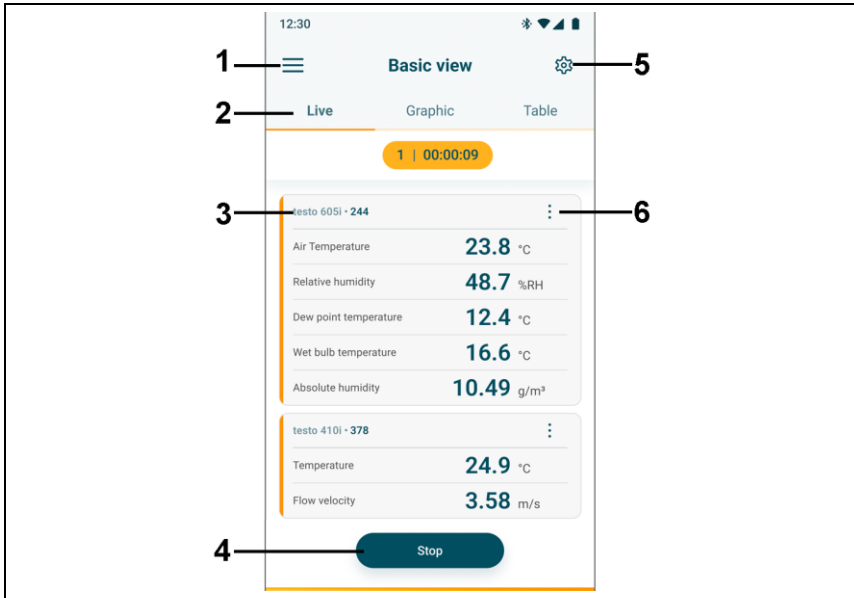 12:30
1 Basic view 5
2 Live Graphic Table
1 | 00:00:09
3 testo 605i • 244 6
Air Temperature 23.8 °C
Relative humidity 48.7 %RH
Dew point temperature 12.4 °C
Wet bulb temperature 16.6 °C
Absolute humidity 10.49 g/m³
testo 410i • 378
Temperature 24.9 °C
Flow velocity 3.58 m/s
4 Stop